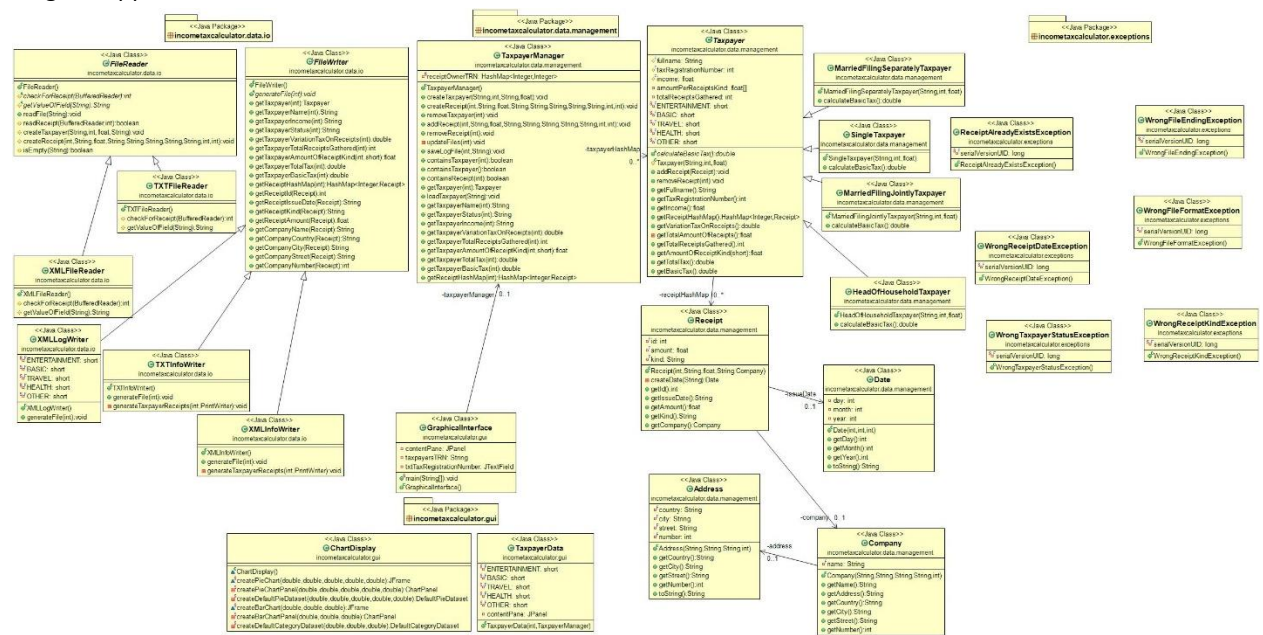 <<Java Package>>
incometaxcalculator.data.io
<<Java Class>>
FileReader
incometaxcalculator.data.io
FileReader()
checkForReceipt(BufferedReader):int
getValueOfField(String):String
readFile(String):void
readReceipt(BufferedReader,int):boolean
createTaxpayer(String,int,float,String):void
createReceipt(int,String,float,String,String,String,String,String,int,int):void
isEmpty(String):boolean
<<Java Class>>
TXTFileReader
incometaxcalculator.data.io
TXTFileReader()
checkForReceipt(BufferedReader):int
getValueOfField(String):String
<<Java Class>>
XMLFileReader
incometaxcalculator.data.io
XMLFileReader()
checkForReceipt(BufferedReader):int
getValueOfField(String):String
<<Java Class>>
XMLLogWriter
incometaxcalculator.data.io
ENTERTAINMENT: short
BASIC: short
TRAVEL: short
HEALTH: short
OTHER: short
XMLLogWriter()
generateFile(int):void
<<Java Class>>
FileWriter
incometaxcalculator.data.io
FileWriter()
generateFile(int):void
getTaxpayer(int):Taxpayer
getTaxpayerName(int):String
getTaxpayerIncome(int):String
getTaxpayerStatus(int):String
getTaxpayerVariationTaxOnReceipts(int):double
getTaxpayerTotalReceiptsGathered(int):int
getTaxpayerAmountOfReceiptKind(int,short):float
getTaxpayerTotalTax(int):double
getTaxpayerBasicTax(int):double
getReceiptHashMap(int):HashMap<Integer,Receipt>
getReceiptId(Receipt):int
getReceiptIssueDate(Receipt):String
getReceiptKind(Receipt):String
getReceiptAmount(Receipt):float
getCompanyName(Receipt):String
getCompanyCountry(Receipt):String
getCompanyCity(Receipt):String
getCompanyStreet(Receipt):String
getCompanyNumber(Receipt):int
<<Java Class>>
TXTInfoWriter
incometaxcalculator.data.io
TXTInfoWriter()
generateFile(int):void
generateTaxpayerReceipts(int,PrintWriter):void
<<Java Class>>
XMLInfoWriter
incometaxcalculator.data.io
XMLInfoWriter()
generateFile(int):void
generateTaxpayerReceipts(int,PrintWriter):void
<<Java Package>>
incometaxcalculator.data.management
<<Java Class>>
TaxpayerManager
incometaxcalculator.data.management
receiptOwnerTRN: HashMap<Integer,Integer>
TaxpayerManager()
createTaxpayer(String,int,String,float):void
createReceipt(int,String,float,String,String,String,String,String,int,int):void
removeTaxpayer(int):void
addReceipt(int,String,float,String,String,String,String,String,int,int):void
removeReceipt(int):void
updateFiles(int):void
saveLogFile(int,String):void
containsTaxpayer(int):boolean
containsTaxpayer():boolean
containsReceipt(int):boolean
getTaxpayer(int):Taxpayer
loadTaxpayer(String):void
getTaxpayerName(int):String
getTaxpayerStatus(int):String
getTaxpayerIncome(int):String
getTaxpayerVariationTaxOnReceipts(int):double
getTaxpayerTotalReceiptsGathered(int):int
getTaxpayerAmountOfReceiptKind(int,short):float
getTaxpayerTotalTax(int):double
getTaxpayerBasicTax(int):double
getReceiptHashMap(int):HashMap<Integer,Receipt>
-taxpayerHashMap
0..*
-taxpayerManager 0..1
<<Java Class>>
GraphicalInterface
incometaxcalculator.gui
contentPane: JPanel
taxpayersTRN: String
txtTaxRegistrationNumber: JTextField
main(String[]):void
GraphicalInterface()
<<Java Package>>
incometaxcalculator.gui
<<Java Class>>
ChartDisplay
incometaxcalculator.gui
ChartDisplay()
createPieChart(double,double,double,double,double):JFrame
createPieChartPanel(double,double,double,double,double):ChartPanel
createDefaultPieDataset(double,double,double,double,double):DefaultPieDataset
createBarChart(double,double,double):JFrame
createBarChartPanel(double,double,double):ChartPanel
createDefaultCategoryDataset(double,double,double):DefaultCategoryDataset
<<Java Class>>
TaxpayerData
incometaxcalculator.gui
ENTERTAINMENT: short
BASIC: short
TRAVEL: short
HEALTH: short
OTHER: short
contentPane: JPanel
TaxpayerData(int,TaxpayerManager)
<<Java Class>>
Taxpayer
incometaxcalculator.data.management
fullname: String
taxRegistrationNumber: int
income: float
amountPerReceiptsKind: float[]
totalReceiptsGathered: int
ENTERTAINMENT: short
BASIC: short
TRAVEL: short
HEALTH: short
OTHER: short
calculateBasicTax():double
Taxpayer(String,int,float)
addReceipt(Receipt):void
removeReceipt(int):void
getFullname():String
getTaxRegistrationNumber():int
getIncome():float
getReceiptHashMap():HashMap<Integer,Receipt>
getVariationTaxOnReceipts():double
getTotalAmountOfReceipts():float
getTotalReceiptsGathered():int
getAmountOfReceiptKind(short):float
getTotalTax():double
getBasicTax():double
-receiptHashMap 0..*
<<Java Class>>
Receipt
incometaxcalculator.data.management
id: int
amount: float
kind: String
Receipt(int,String,float,String,Company)
createDate(String):Date
getId():int
getIssueDate():String
getAmount():float
getKind():String
getCompany():Company
-issueDate
0..1
<<Java Class>>
Date
incometaxcalculator.data.management
day: int
month: int
year: int
Date(int,int,int)
getDay():int
getMonth():int
getYear():int
toString():String
<<Java Class>>
Address
incometaxcalculator.data.management
country: String
city: String
street: String
number: int
Address(String,String,String,int)
getCountry():String
getCity():String
getStreet():String
getNumber():int
toString():String
-address
0..1
-company 0..1
<<Java Class>>
Company
incometaxcalculator.data.management
name: String
Company(String,String,String,String,int)
getName():String
getAddress():String
getCountry():String
getCity():String
getStreet():String
getNumber():int
<<Java Class>>
MarriedFilingSeparatelyTaxpayer
incometaxcalculator.data.management
MarriedFilingSeparatelyTaxpayer(String,int,float)
calculateBasicTax():double
<<Java Class>>
SingleTaxpayer
incometaxcalculator.data.management
SingleTaxpayer(String,int,float)
calculateBasicTax():double
<<Java Class>>
MarriedFilingJointlyTaxpayer
incometaxcalculator.data.management
MarriedFilingJointlyTaxpayer(String,int,float)
calculateBasicTax():double
<<Java Class>>
HeadOfHouseholdTaxpayer
incometaxcalculator.data.management
HeadOfHouseholdTaxpayer(String,int,float)
calculateBasicTax():double
<<Java Package>>
incometaxcalculator.exceptions
<<Java Class>>
ReceiptAlreadyExistsException
incometaxcalculator.exceptions
serialVersionUID: long
ReceiptAlreadyExistsException()
<<Java Class>>
WrongFileEndingException
incometaxcalculator.exceptions
serialVersionUID: long
WrongFileEndingException()
<<Java Class>>
WrongFileFormatException
incometaxcalculator.exceptions
serialVersionUID: long
WrongFileFormatException()
<<Java Class>>
WrongReceiptDateException
incometaxcalculator.exceptions
serialVersionUID: long
WrongReceiptDateException()
<<Java Class>>
WrongTaxpayerStatusException
incometaxcalculator.exceptions
serialVersionUID: long
WrongTaxpayerStatusException()
<<Java Class>>
WrongReceiptKindException
incometaxcalculator.exceptions
serialVersionUID: long
WrongReceiptKindException()